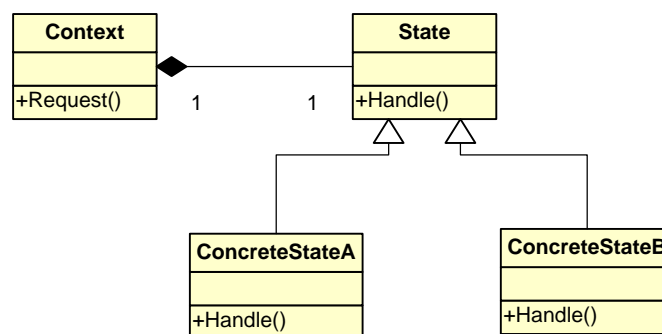 Context
State
+Request()
+Handle()
1
1
ConcreteStateA
ConcreteStateB
+Handle()
+Handle()